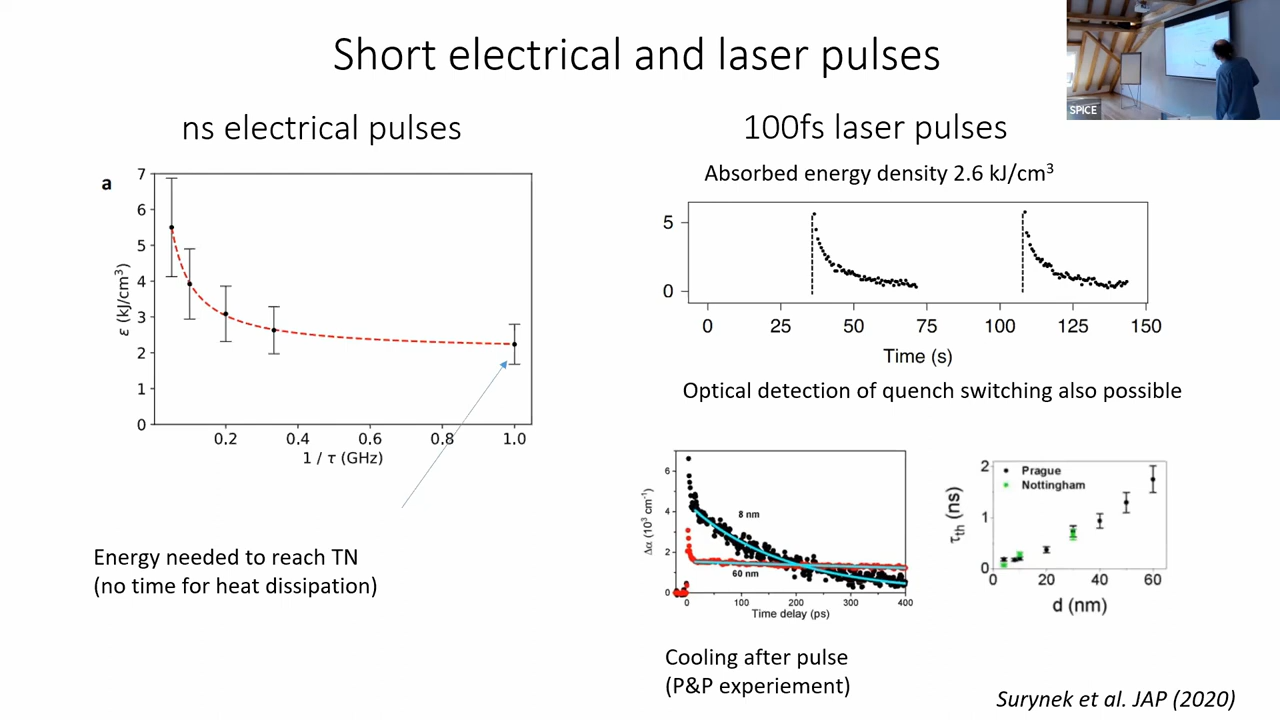 Short electrical and laser pulses
SPICE
ns electrical pulses
a
7
6
5
4
3
2
1
0
ε (kJ/cm³)
0.2 0.4 0.6 0.8 1.0
1 / τ (GHz)
Energy needed to reach TN
(no time for heat dissipation)
100fs laser pulses
Absorbed energy density 2.6 kJ/cm³
5
0
0 25 50 75 100 125 150
Time (s)
Optical detection of quench switching also possible
6
4
2
0
Δα (10³ cm⁻¹)
8 nm
60 nm
0 100 200 300 400
Time delay (ps)
Cooling after pulse
(P&P experiement)
2
1
0
τth (ns)
Prague
Nottingham
0 20 40 60
d (nm)
Surynek et al. JAP (2020)